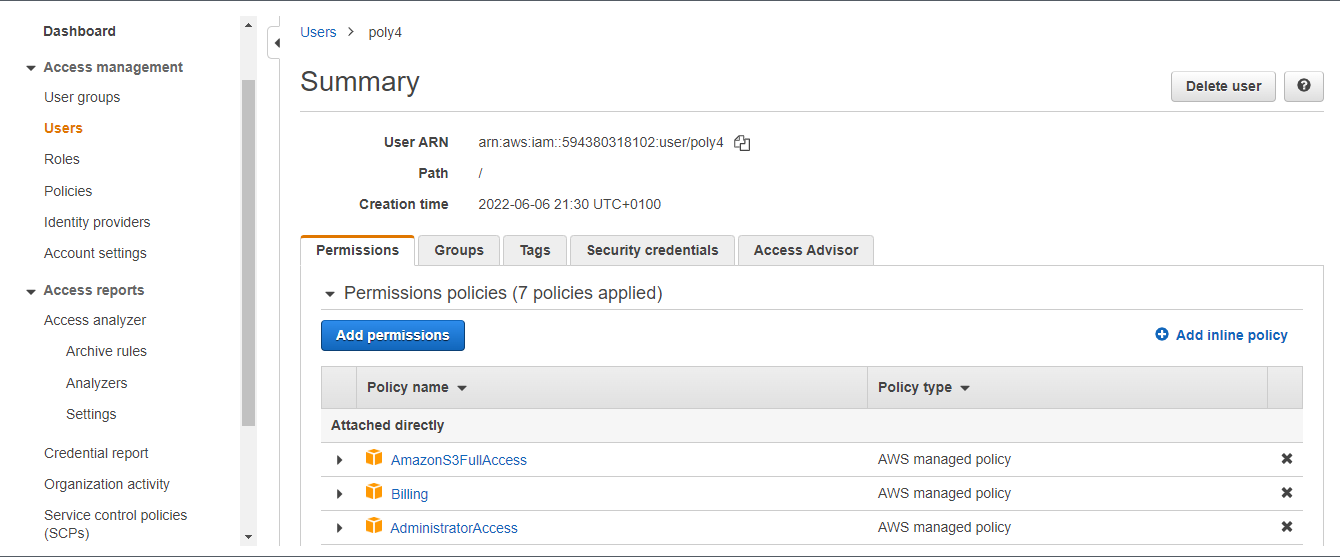 Dashboard
Access management
User groups
Users
Roles
Policies
Identity providers
Account settings
Access reports
Access analyzer
Archive rules
Analyzers
Settings
Credential report
Organization activity
Service control policies
(SCPs)
Users > poly4
Summary
Delete user
User ARN arn:aws:iam::594380318102:user/poly4
Path /
Creation time 2022-06-06 21:30 UTC+0100
Permissions Groups Tags Security credentials Access Advisor
Permissions policies (7 policies applied)
Add permissions Add inline policy
Policy name Policy type
Attached directly
AmazonS3FullAccess AWS managed policy
Billing AWS managed policy
AdministratorAccess AWS managed policy